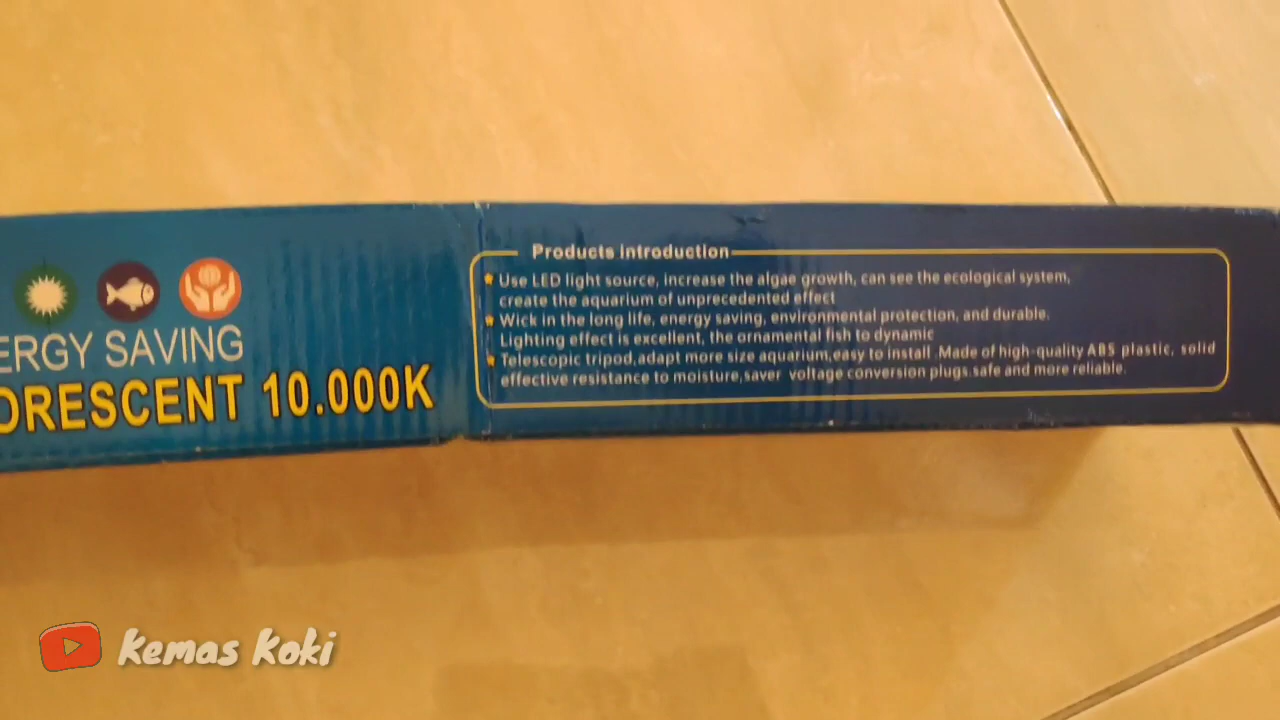 ERGY SAVING
ORESCENT 10.000K
Products introduction
Use LED light source, increase the algae growth, can see the ecological system,
create the aquarium of unprecedented effect
Wick in the long life, energy saving, environmental protection, and durable.
Lighting effect is excellent, the ornamental fish to dynamic
Telescopic tripod,adapt more size aquarium,easy to install .Made of high-quality ABS plastic, solid
effective resistance to moisture,saver voltage conversion plugs.safe and more reliable.
Kemas Koki